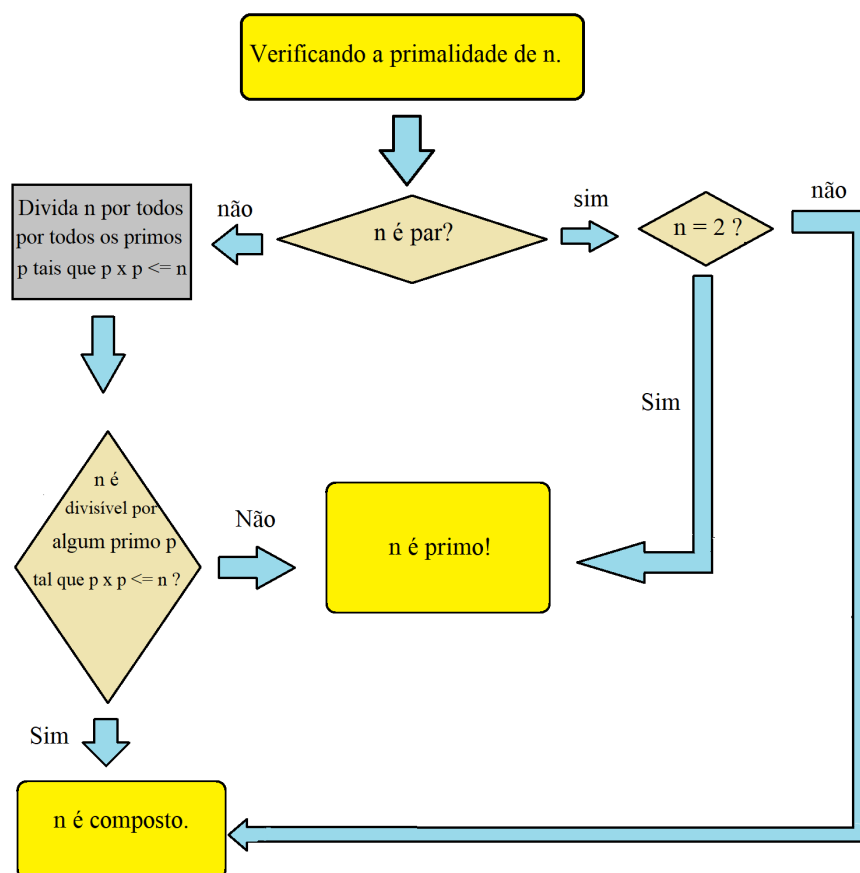 Verificando a primalidade de n.
Divida n por todos
por todos os primos
p tais que p x p <= n
não
n é par?
sim
n = 2 ?
não
Sim
n é
divisível por
algum primo p
tal que p x p <= n ?
Não
n é primo!
Sim
n é composto.